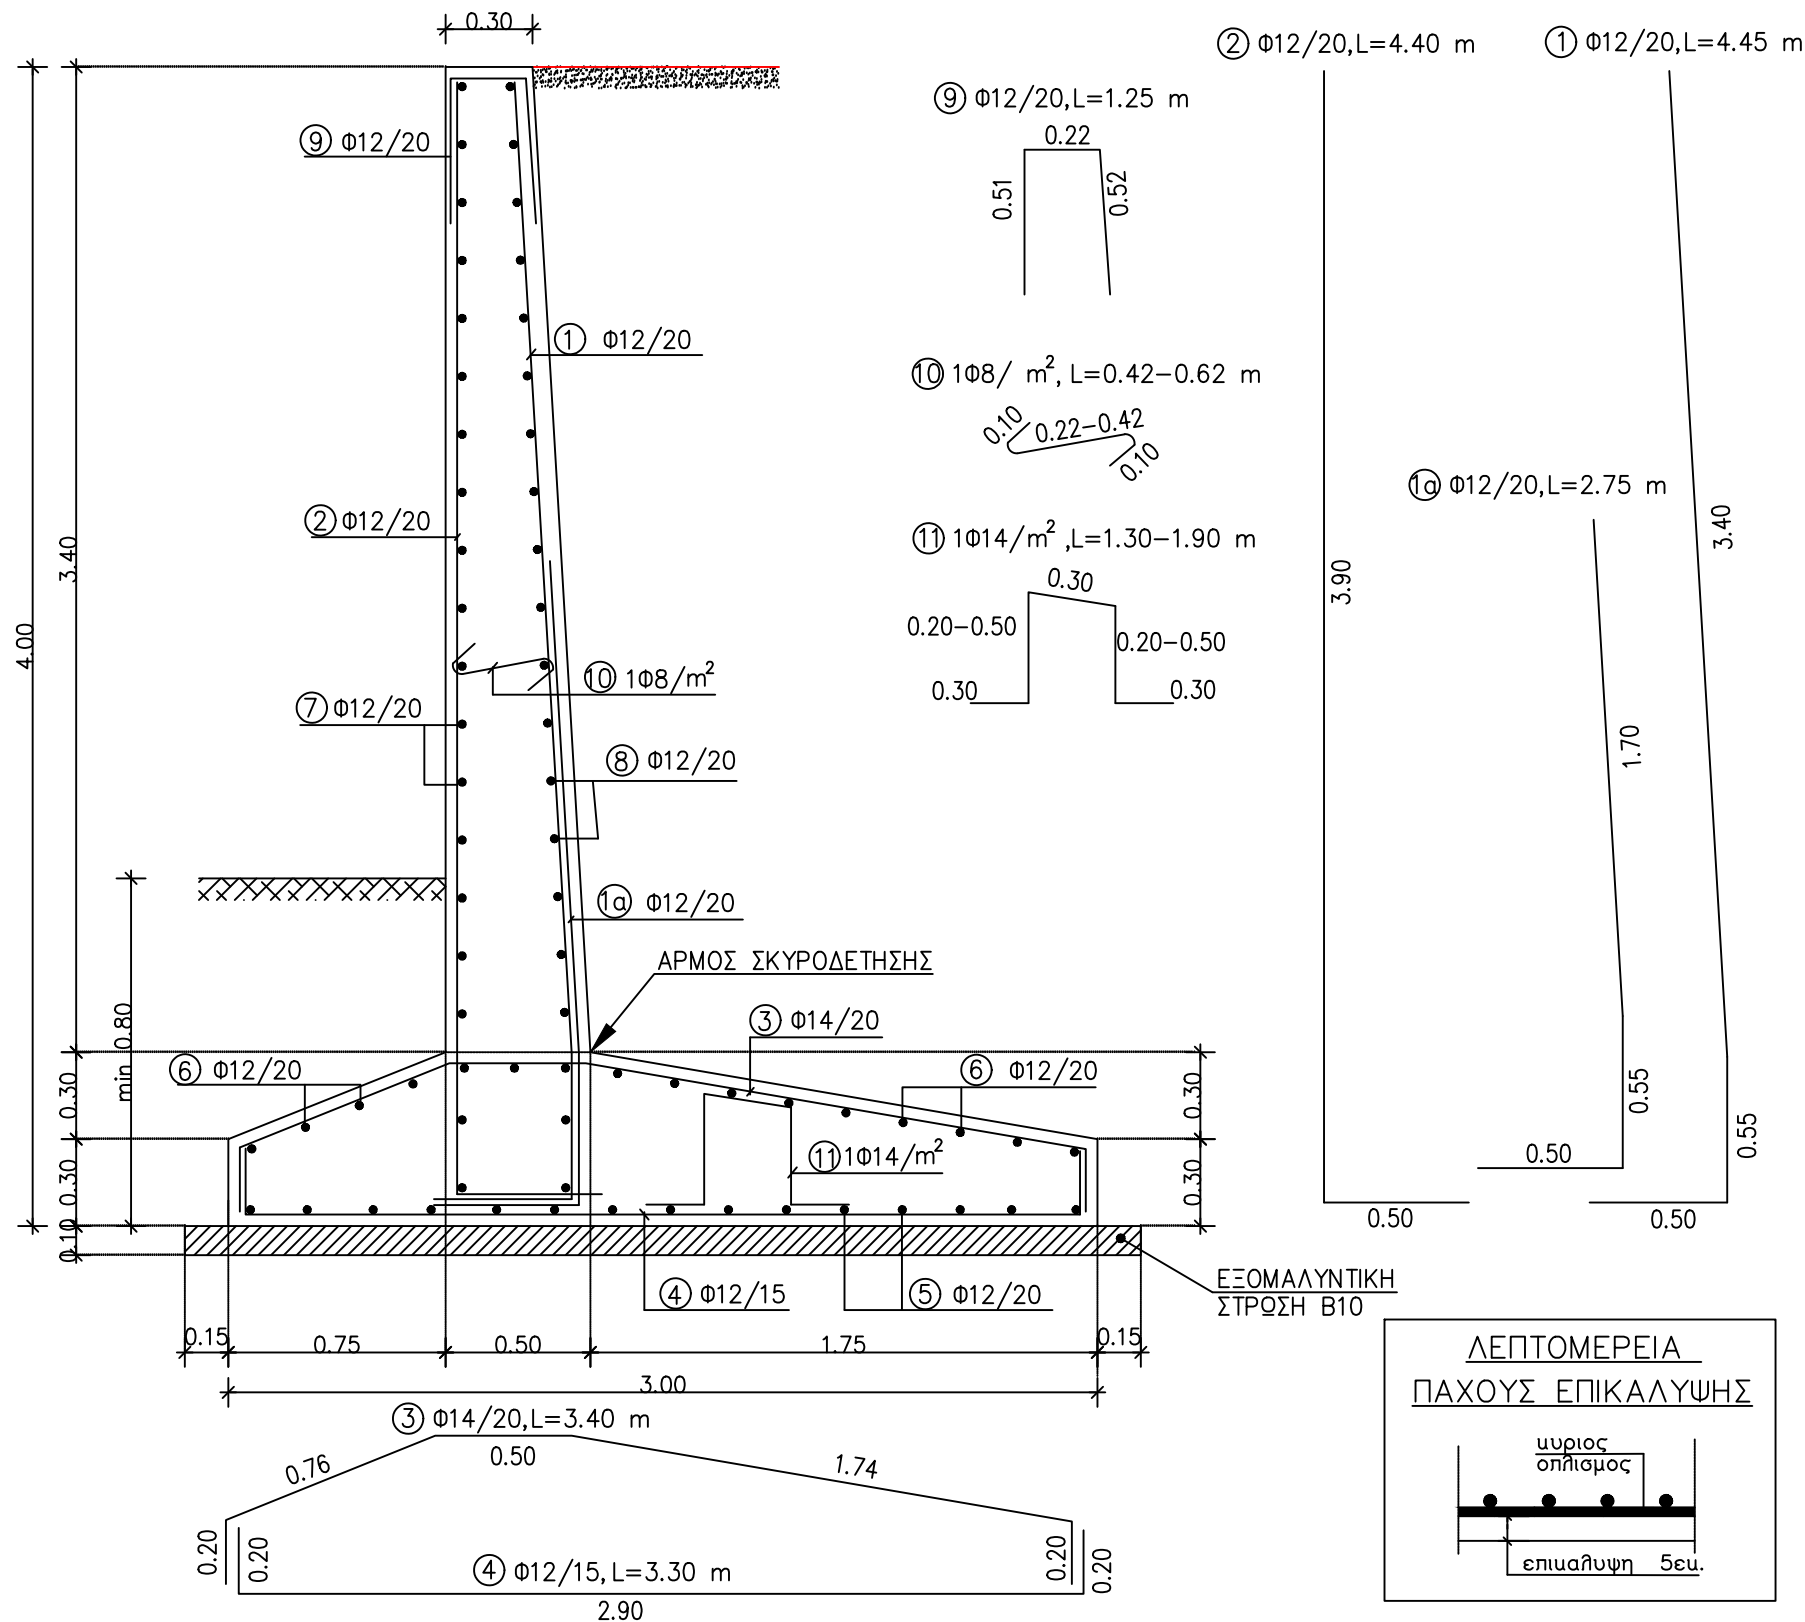 0.30
② Φ12/20,L=4.40 m
① Φ12/20,L=4.45 m
⑨ Φ12/20,L=1.25 m
0.22
0.51
0.52
⑨ Φ12/20
① Φ12/20
⑩ 1Φ8/ m², L=0.42-0.62 m
0.10
0.22-0.42
0.10
1α Φ12/20,L=2.75 m
② Φ12/20
⑪ 1Φ14/m² ,L=1.30-1.90 m
0.30
0.20-0.50
0.20-0.50
0.30
0.30
3.40
4.00
3.90
3.40
⑩ 1Φ8/m²
⑦ Φ12/20
⑧ Φ12/20
1.70
1α Φ12/20
ΑΡΜΟΣ ΣΚΥΡΟΔΕΤΗΣΗΣ
③ Φ14/20
min 0.80
⑥ Φ12/20
⑥ Φ12/20
0.30
0.30
0.10
0.30
0.30
0.55
0.55
0.50
0.50
0.50
⑪ 1Φ14/m²
④ Φ12/15
⑤ Φ12/20
ΕΞΟΜΑΛΥΝΤΙΚΗ
ΣΤΡΩΣΗ Β10
0.15
0.75
0.50
1.75
0.15
3.00
③ Φ14/20,L=3.40 m
0.76
0.50
1.74
0.20
0.20
0.20
0.20
④ Φ12/15,L=3.30 m
2.90
ΛΕΠΤΟΜΕΡΕΙΑ
ΠΑΧΟΥΣ ΕΠΙΚΑΛΥΨΗΣ
κυριος
οπλισμος
επικαλυψη 5εκ.